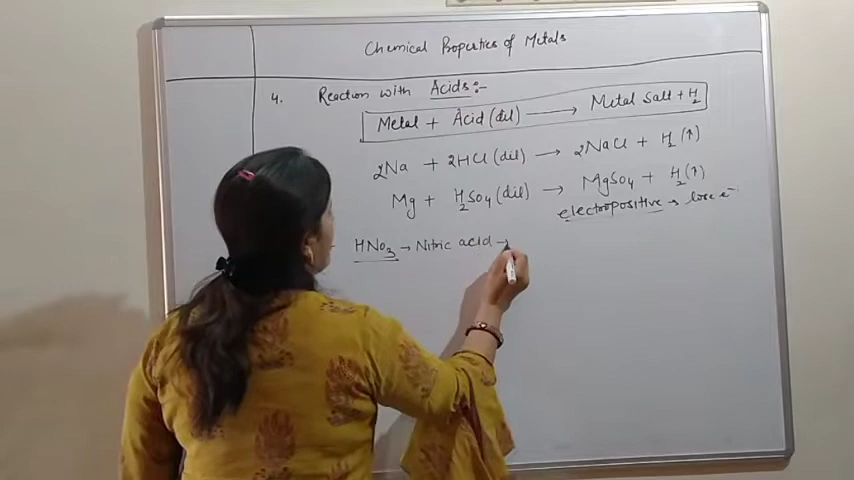 Chemical Properties of Metals
4. Reaction with Acids :-
Metal + Acid (dil) → Metal Salt + H2
2Na + 2HCl (dil) → 2NaCl + H2 (↑)
Mg + H2SO4 (dil) → MgSO4 + H2 (↑)
electropositive → lose e-
HNO3 → Nitric acid →